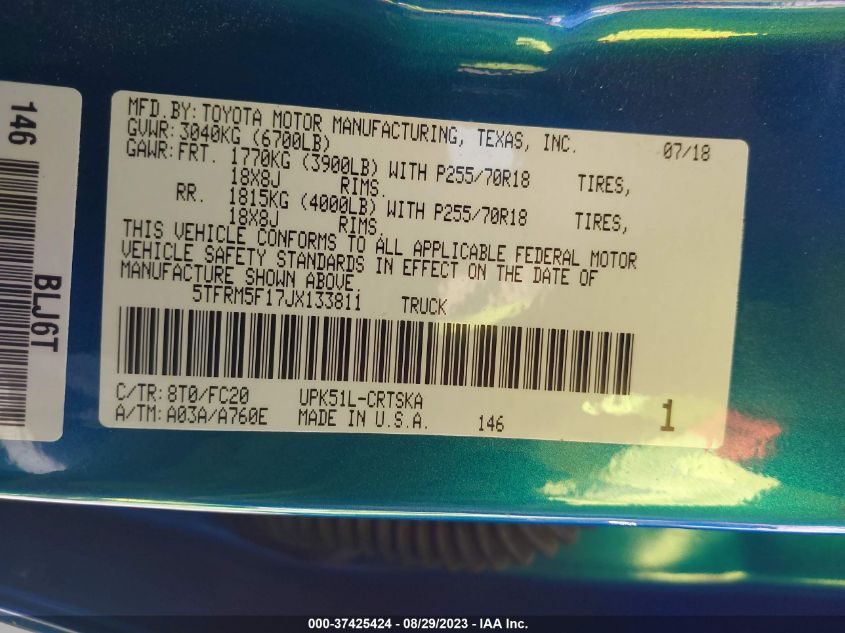 146
BLJ6T
MFD.BY:TOYOTA MOTOR MANUFACTURING, TEXAS, INC. 07/18
GVWR:3040KG (6700LB)
GAWR:FRT. 1770KG (3900LB) WITH P255/70R18 TIRES,
18X8J RIMS.
RR. 1815KG (4000LB) WITH P255/70R18 TIRES,
18X8J RIMS.
THIS VEHICLE CONFORMS TO ALL APPLICABLE FEDERAL MOTOR
VEHICLE SAFETY STANDARDS IN EFFECT ON THE DATE OF
MANUFACTURE SHOWN ABOVE.
5TFRM5F17JX133811 TRUCK
C/TR:8T0/FC20 UPK51L-CRTSKA
A/TM:A03A/A760E MADE IN U.S.A. 146 1
000-37425424 - 08/29/2023 - IAA Inc.